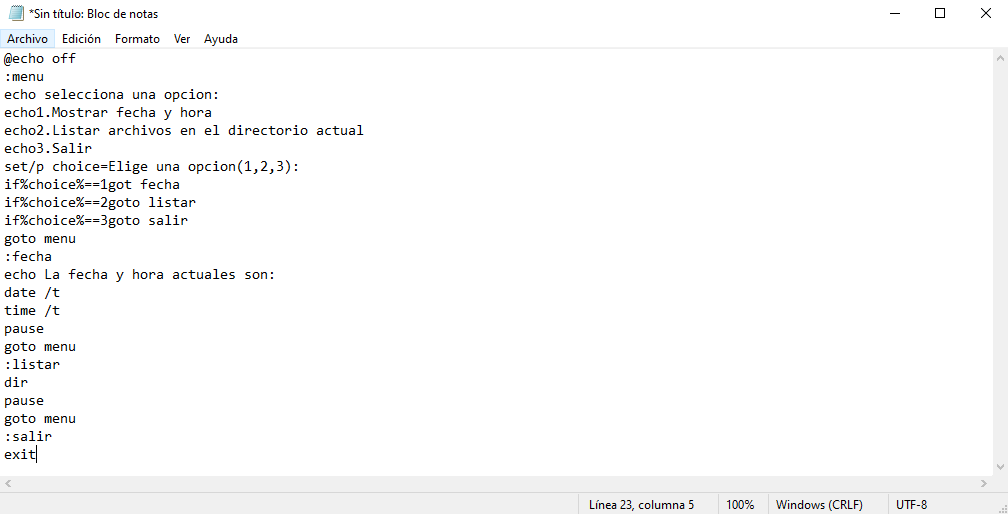 *Sin título: Bloc de notas
Archivo Edición Formato Ver Ayuda
@echo off
:menu
echo selecciona una opcion:
echo1.Mostrar fecha y hora
echo2.Listar archivos en el directorio actual
echo3.Salir
set/p choice=Elige una opcion(1,2,3):
if%choice%==1got fecha
if%choice%==2goto listar
if%choice%==3goto salir
goto menu
:fecha
echo La fecha y hora actuales son:
date /t
time /t
pause
goto menu
:listar
dir
pause
goto menu
:salir
exit
Línea 23, columna 5 100% Windows (CRLF) UTF-8